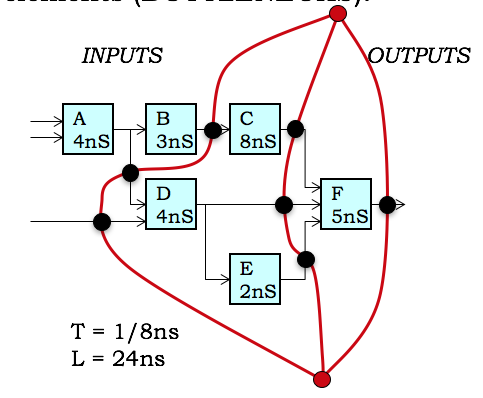 INPUTS OUTPUTS
A B C
4nS 3nS 8nS
D F
4nS 5nS
E
2nS
T = 1/8ns
L = 24ns